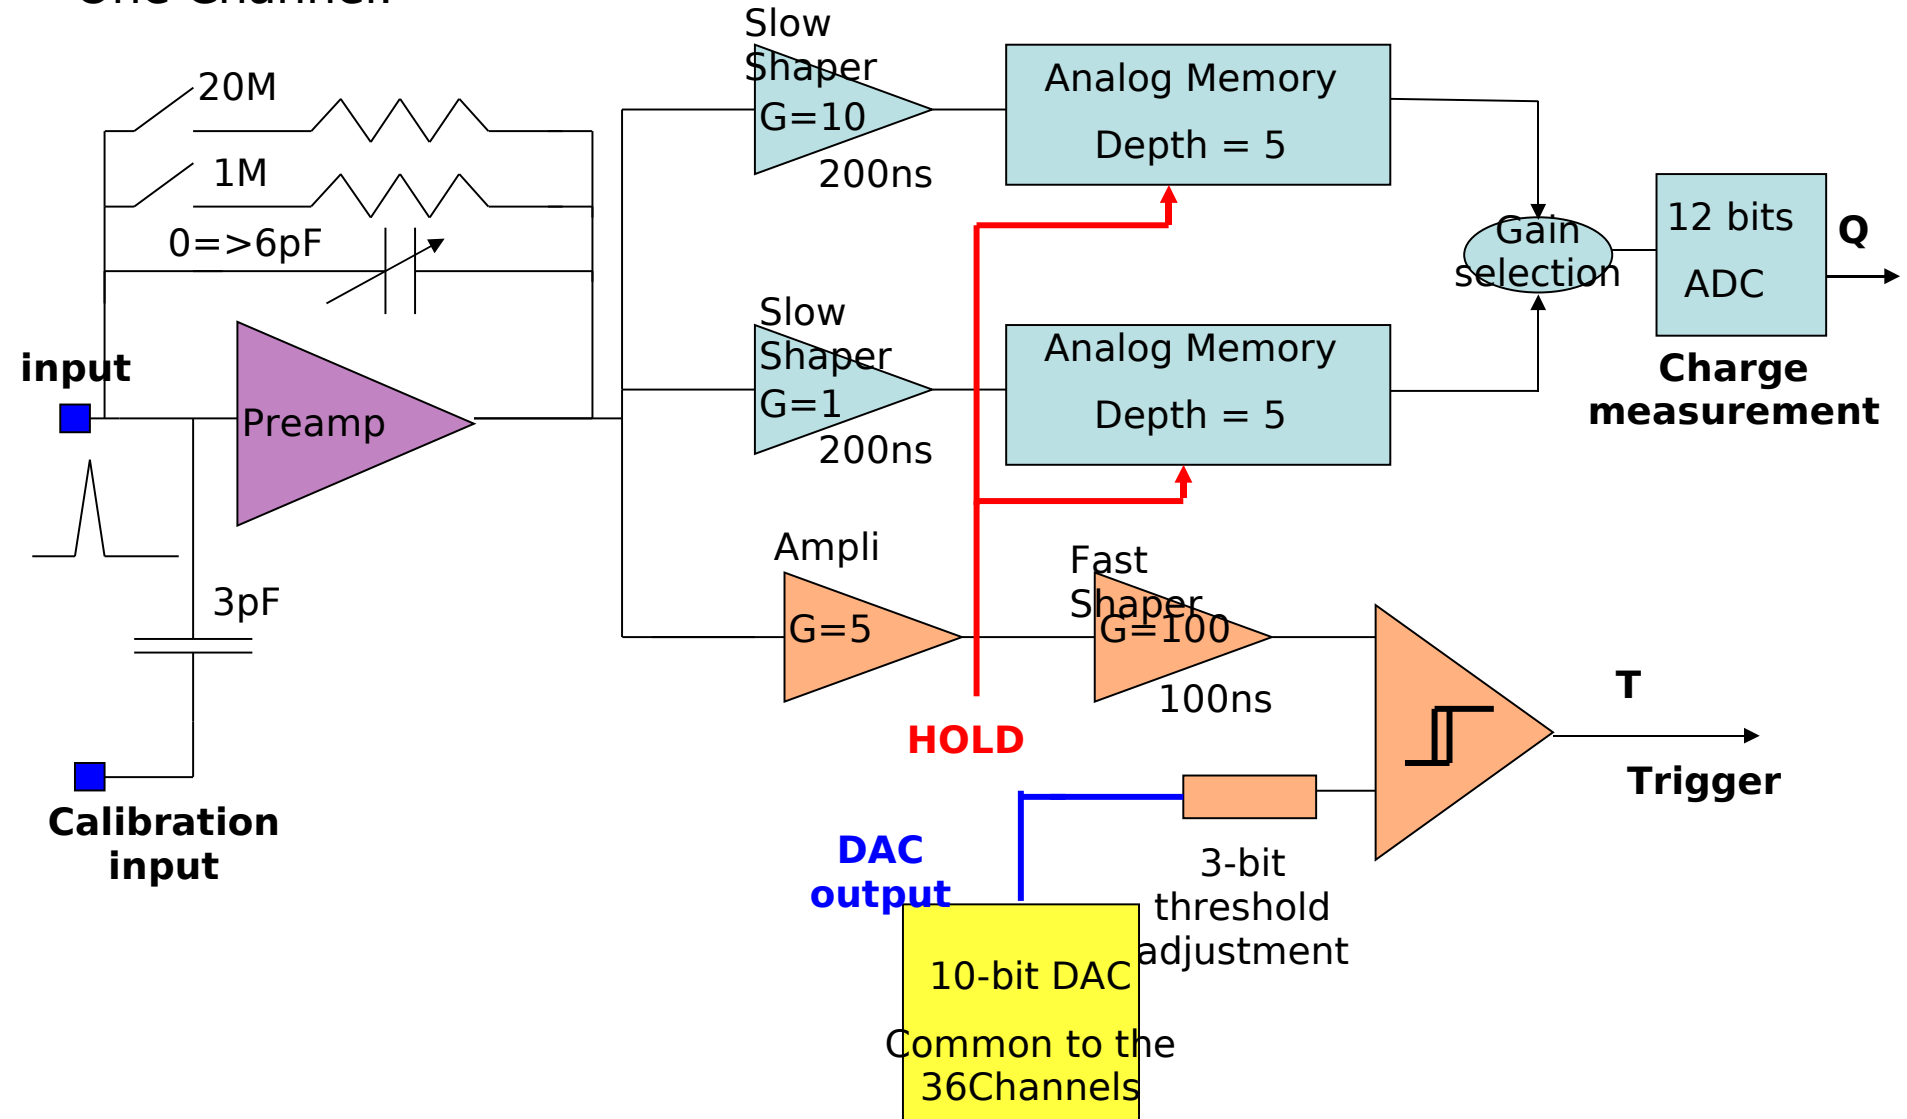 One Channel:
Slow
Shaper
G=10
200ns
Analog Memory
Depth = 5
20M
1M
0=>6pF
Gain
selection
12 bits
ADC
Q
Charge
measurement
input
Preamp
Slow
Shaper
G=1
200ns
Analog Memory
Depth = 5
3pF
Ampli
G=5
Fast
Shaper
G=100
100ns
HOLD
T
Trigger
Calibration
input
DAC
output
3-bit
threshold
adjustment
10-bit DAC
Common to the
36Channels